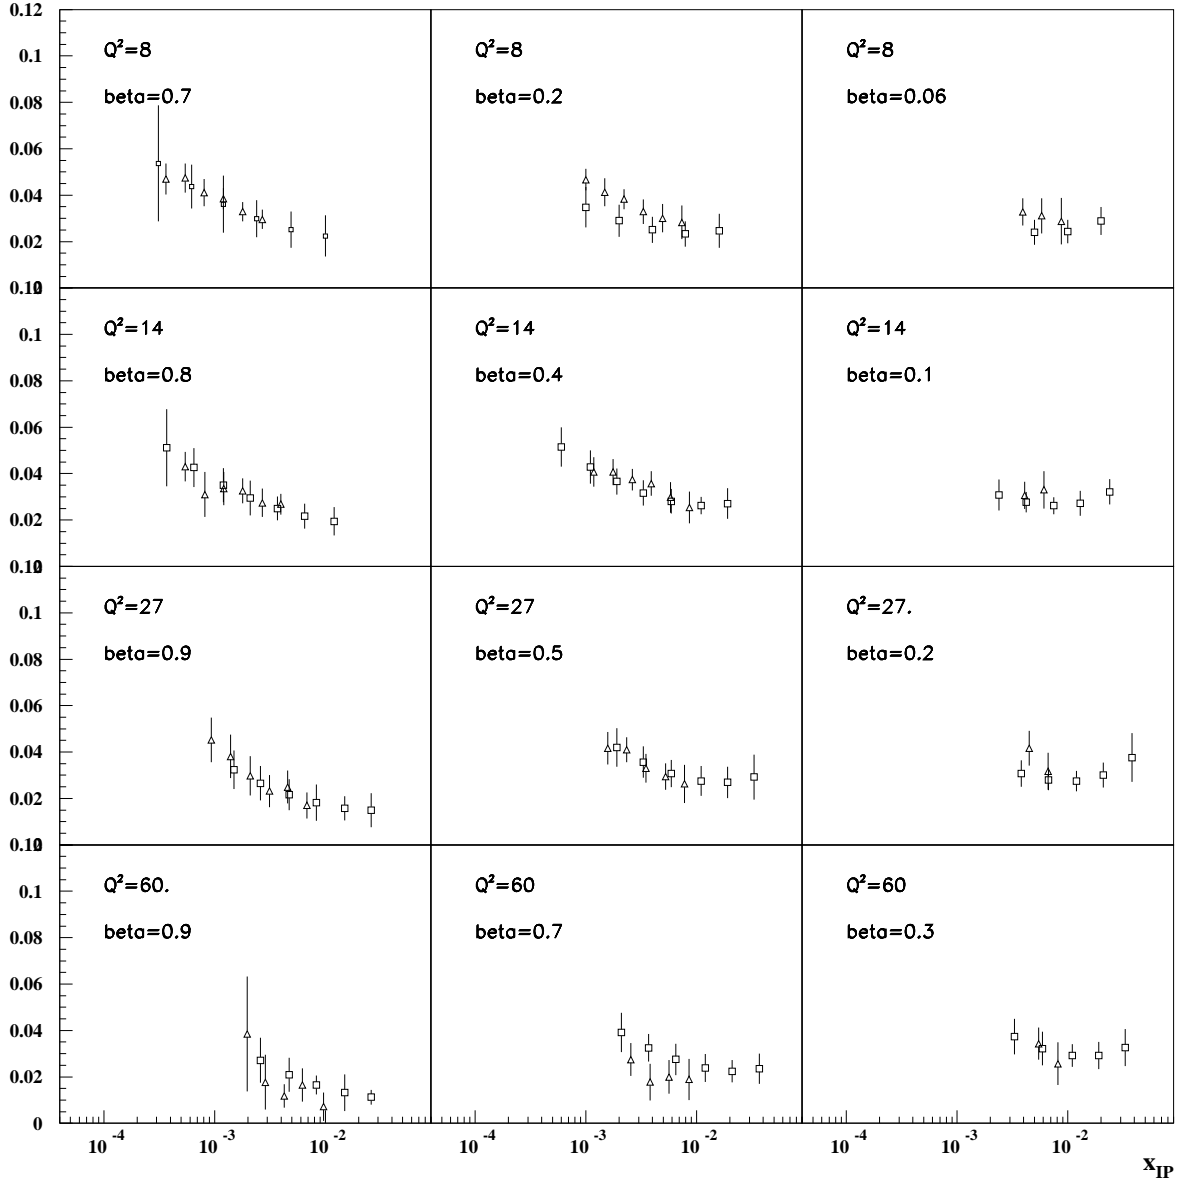 0.12
0.1
0.08
0.06
0.04
0.02
Q²=8
beta=0.7
Q²=8
beta=0.2
Q²=8
beta=0.06
0.1
0.08
0.06
0.04
0.02
Q²=14
beta=0.8
Q²=14
beta=0.4
Q²=14
beta=0.1
0.1
0.08
0.06
0.04
0.02
Q²=27
beta=0.9
Q²=27
beta=0.5
Q²=27.
beta=0.2
0.1
0.08
0.06
0.04
0.02
0
Q²=60.
beta=0.9
Q²=60
beta=0.7
Q²=60
beta=0.3
10⁻⁴ 10⁻³ 10⁻² 10⁻⁴ 10⁻³ 10⁻² 10⁻⁴ 10⁻³ 10⁻²
x_IP